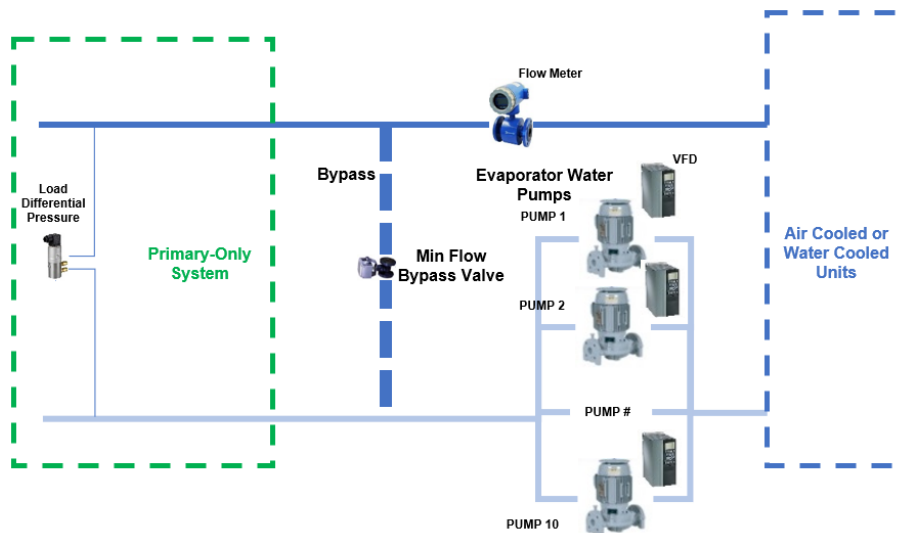 Flow Meter
Bypass
Evaporator Water
Pumps
VFD
PUMP 1
Load
Differential
Pressure
Primary-Only
System
Min Flow
Bypass Valve
Air Cooled or
Water Cooled
Units
PUMP 2
PUMP #
PUMP 10